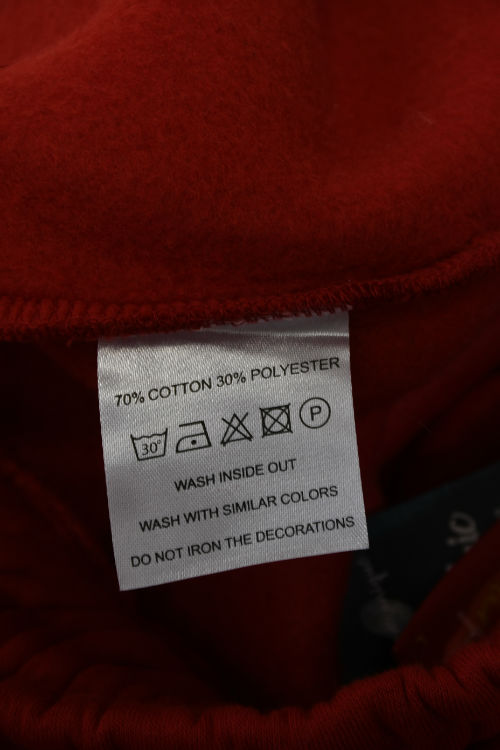 70% COTTON 30% POLYESTER
30° P
WASH INSIDE OUT
WASH WITH SIMILAR COLORS
DO NOT IRON THE DECORATIONS